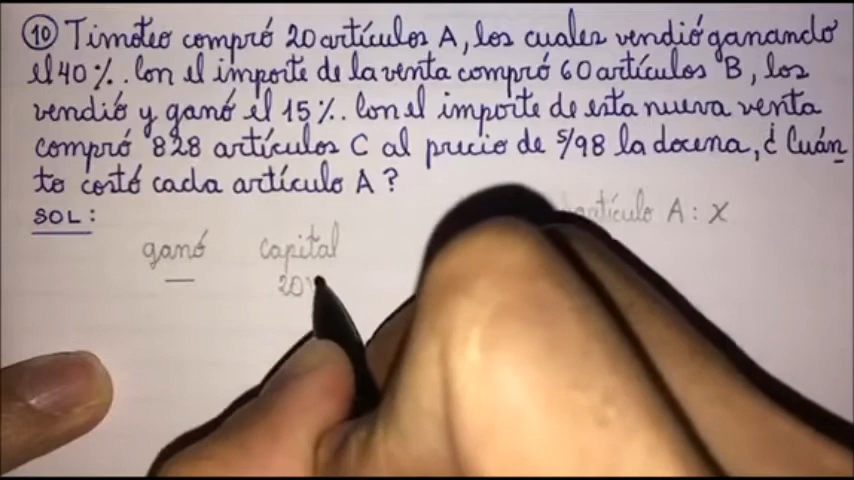 10 Timoteo compró 20 artículos A, los cuales vendió ganando
el 40%. Con el importe de la venta compró 60 artículos B, los
vendió y ganó el 15%. Con el importe de esta nueva venta
compró 828 artículos C al precio de S/98 la docena, ¿Cuán_
to costó cada artículo A?
SOL:
artículo A: x
ganó capital
— 20